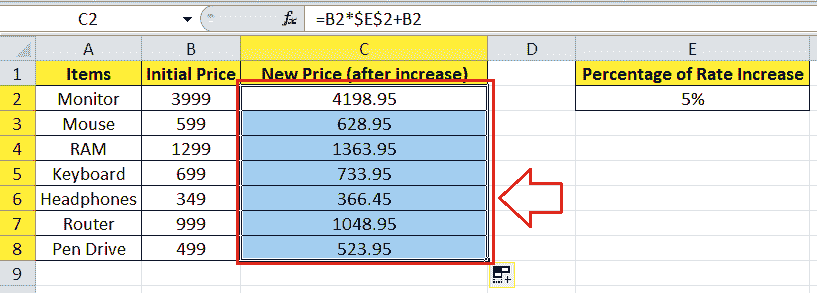 C2 fx =B2*$E$2+B2
A B C D E
1 Items Initial Price New Price (after increase) Percentage of Rate Increase
2 Monitor 3999 4198.95 5%
3 Mouse 599 628.95
4 RAM 1299 1363.95
5 Keyboard 699 733.95
6 Headphones 349 366.45
7 Router 999 1048.95
8 Pen Drive 499 523.95
9